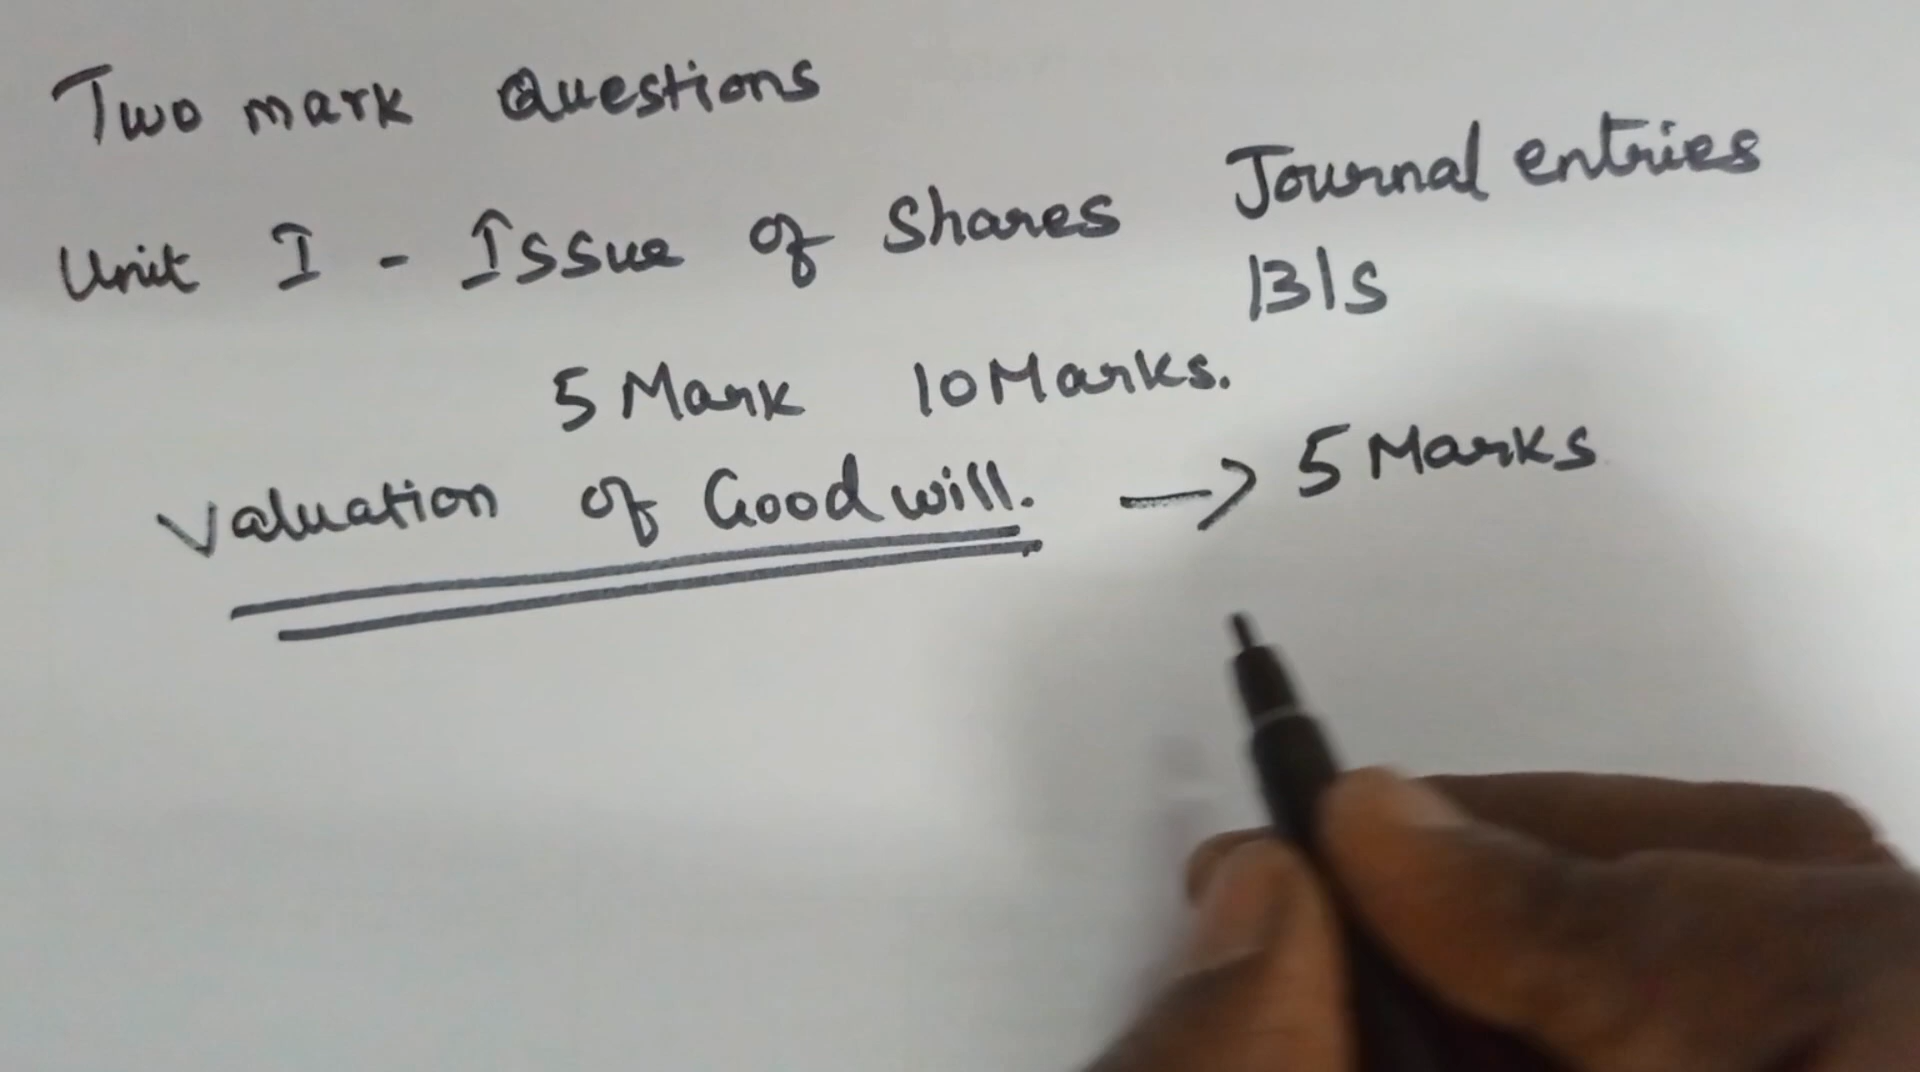 Two mark Questions
Unit I - Issue of Shares Journal entries
B/S
5 Mark 10 Marks.
Valuation of Goodwill. → 5 Marks